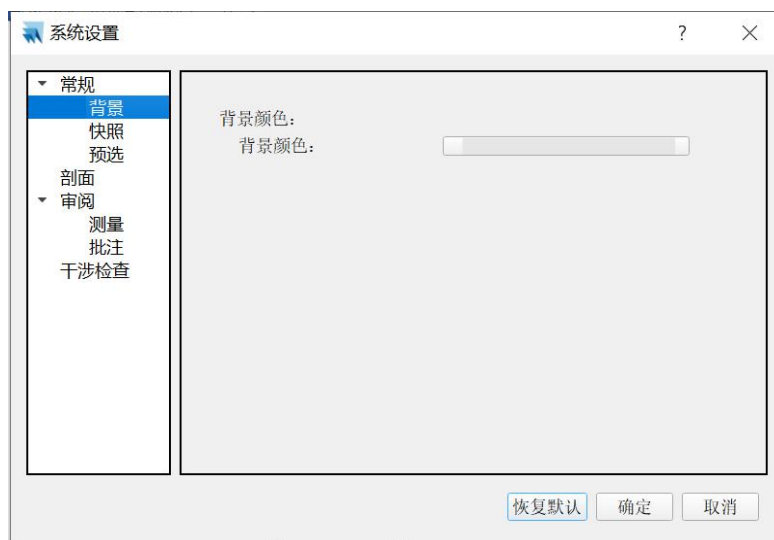 系统设置
?
常规
背景
快照
预选
剖面
审阅
测量
批注
干涉检查
背景颜色：
背景颜色：
恢复默认
确定
取消